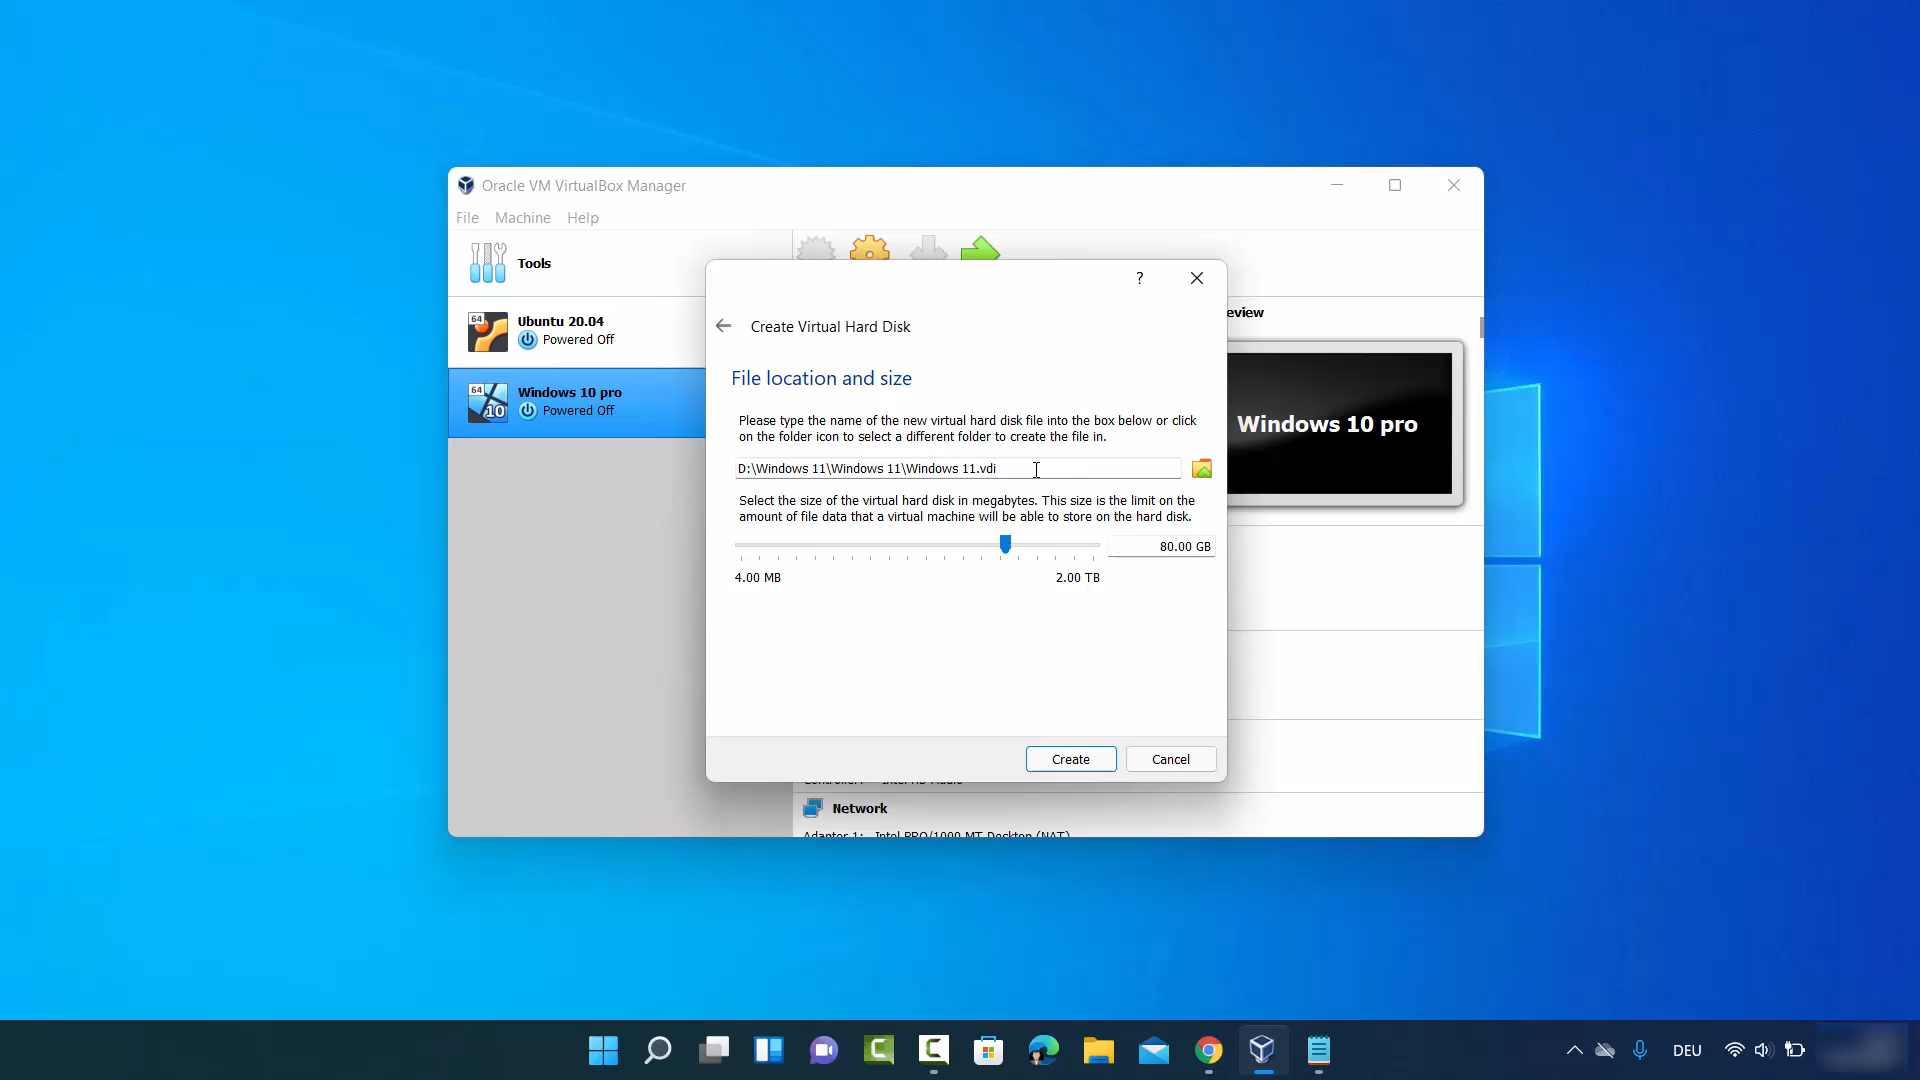 Oracle VM VirtualBox Manager
File Machine Help
Tools
64
Ubuntu 20.04
Powered Off
64
10
Windows 10 pro
Powered Off
?
Create Virtual Hard Disk
File location and size
Please type the name of the new virtual hard disk file into the box below or click
on the folder icon to select a different folder to create the file in.
D:\Windows 11\Windows 11\Windows 11.vdi
Select the size of the virtual hard disk in megabytes. This size is the limit on the
amount of file data that a virtual machine will be able to store on the hard disk.
80.00 GB
4.00 MB 2.00 TB
Create Cancel
eview
Windows 10 pro
Network
Adapter 1: Intel PRO/1000 MT Desktop (NAT)
DEU